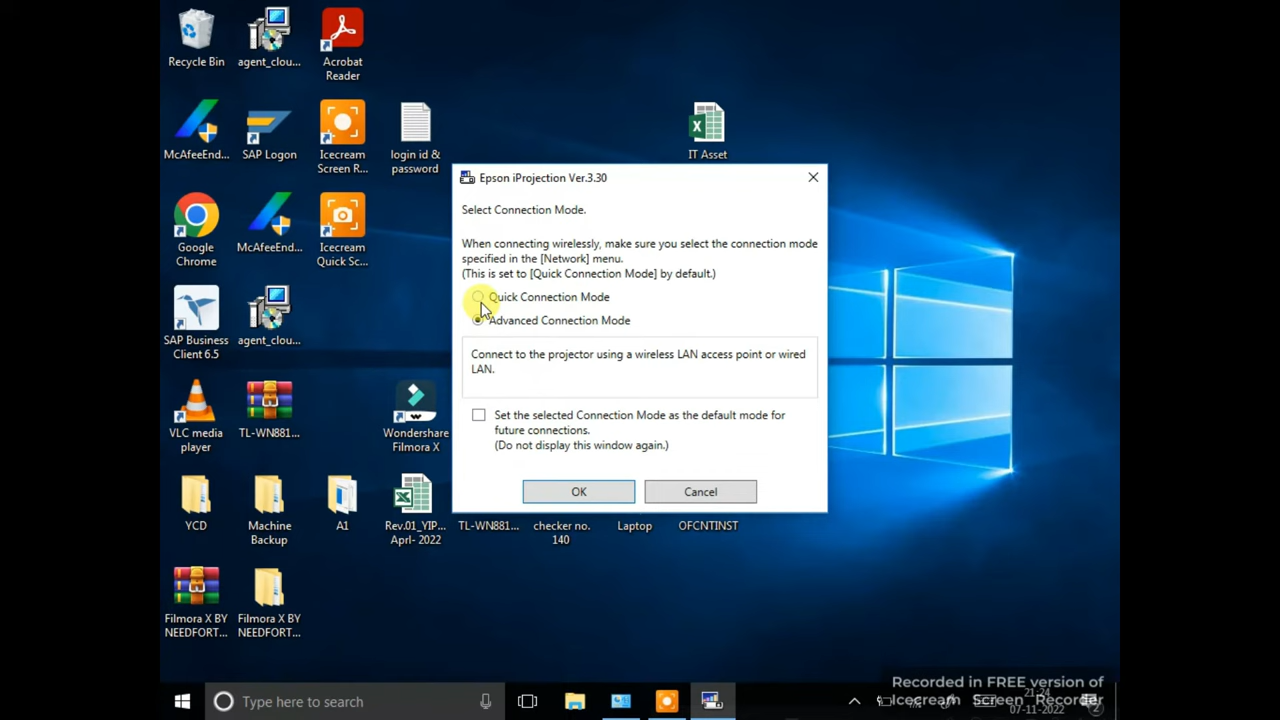 Recycle Bin
agent_clou...
Acrobat
Reader
McAfeeEnd...
SAP Logon
Icecream
Screen R...
login id &
password
IT Asset
Google
Chrome
McAfeeEnd...
Icecream
Quick Sc...
SAP Business
Client 6.5
agent_clou...
VLC media
player
TL-WN881...
Wondershare
Filmora X
YCD
Machine
Backup
A1
Rev.01_YIP...
Aprl- 2022
TL-WN881...
checker no.
140
Laptop
OFCNTINST
Filmora X BY
NEEDFORT...
Filmora X BY
NEEDFORT...
Epson iProjection Ver.3.30
Select Connection Mode.
When connecting wirelessly, make sure you select the connection mode
specified in the [Network] menu.
(This is set to [Quick Connection Mode] by default.)
Quick Connection Mode
Advanced Connection Mode
Connect to the projector using a wireless LAN access point or wired
LAN.
Set the selected Connection Mode as the default mode for
future connections.
(Do not display this window again.)
OK
Cancel
Type here to search
Recorded in FREE version of
Icecream Screen Recorder
21:24
07-11-2022
2